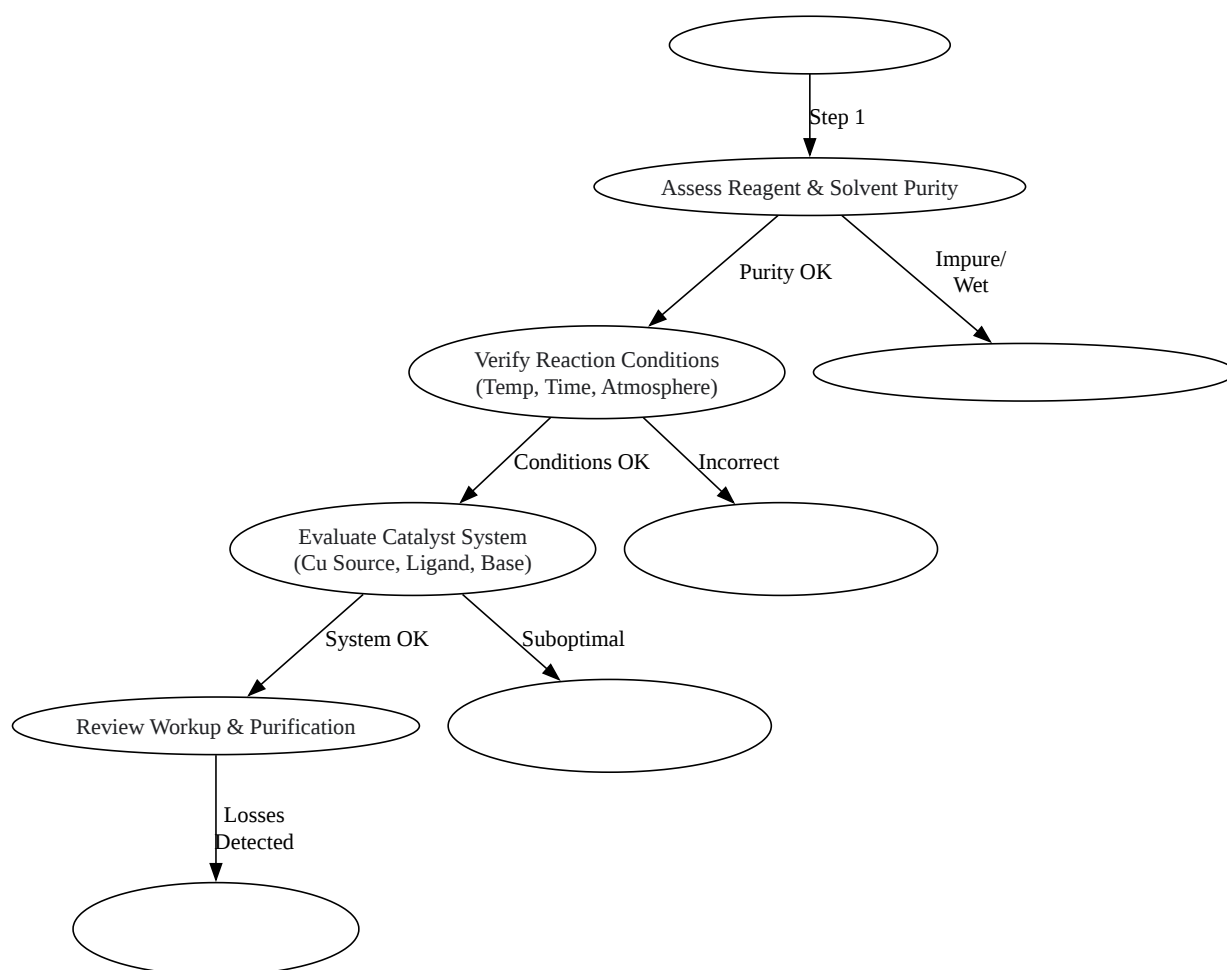 Step 1
Assess Reagent & Solvent Purity
Purity OK
Impure/
Wet
Verify Reaction Conditions
(Temp, Time, Atmosphere)
Conditions OK
Incorrect
Evaluate Catalyst System
(Cu Source, Ligand, Base)
System OK
Suboptimal
Review Workup & Purification
Losses
Detected